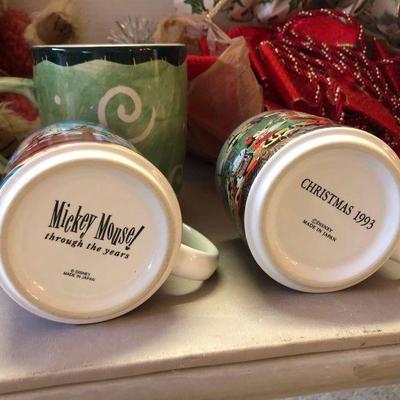 Mickey Mouse!
through the years
© DISNEY
MADE IN JAPAN
CHRISTMAS 1993
©DISNEY
MADE IN JAPAN